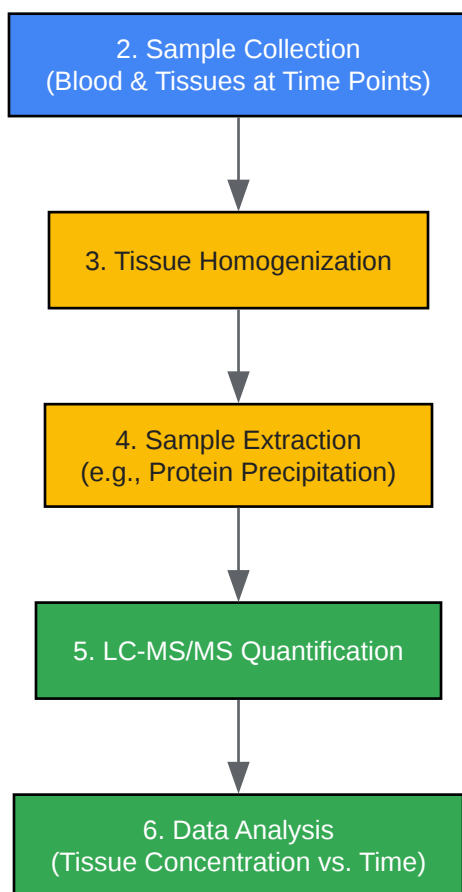 2. Sample Collection
(Blood & Tissues at Time Points)
3. Tissue Homogenization
4. Sample Extraction
(e.g., Protein Precipitation)
5. LC-MS/MS Quantification
6. Data Analysis
(Tissue Concentration vs. Time)